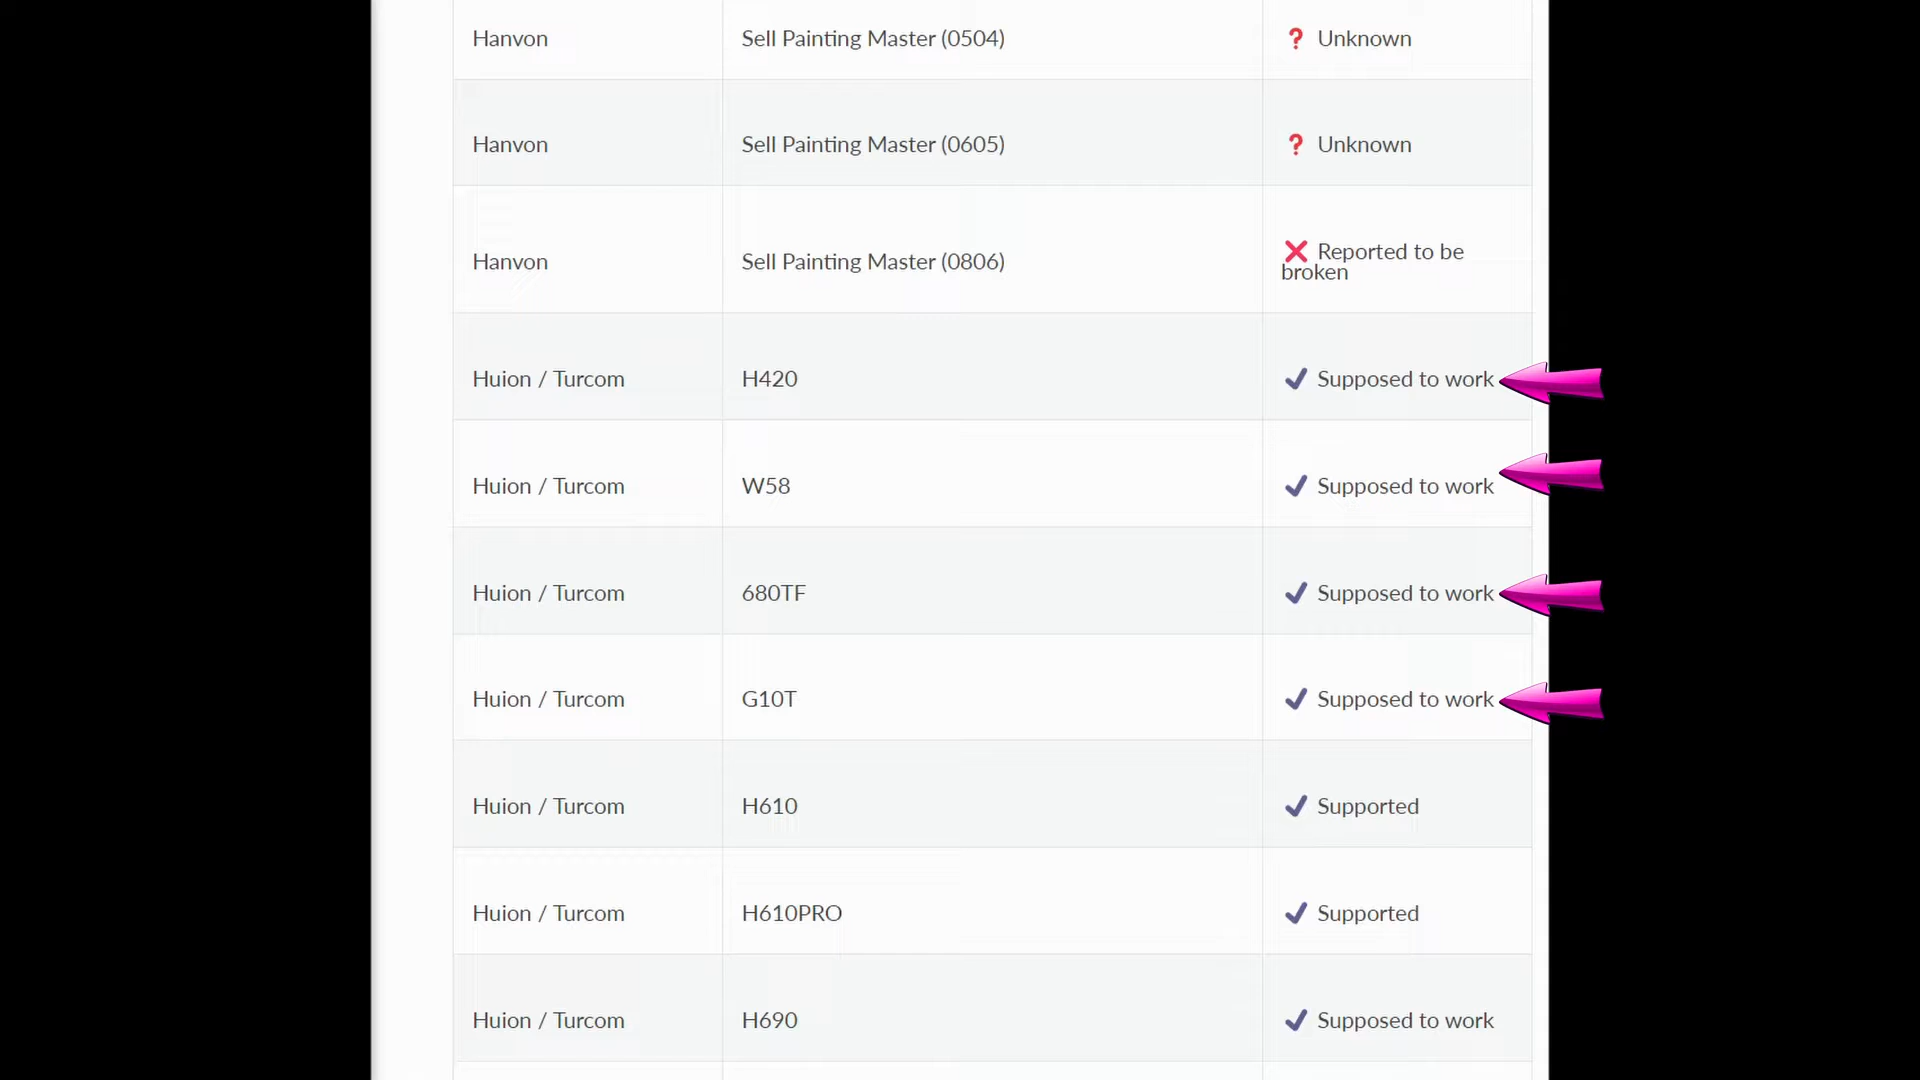 Hanvon Sell Painting Master (0504) ❓ Unknown
Hanvon Sell Painting Master (0605) ❓ Unknown
Hanvon Sell Painting Master (0806) ❌ Reported to be
broken
Huion / Turcom H420 ✔ Supposed to work
Huion / Turcom W58 ✔ Supposed to work
Huion / Turcom 680TF ✔ Supposed to work
Huion / Turcom G10T ✔ Supposed to work
Huion / Turcom H610 ✔ Supported
Huion / Turcom H610PRO ✔ Supported
Huion / Turcom H690 ✔ Supposed to work